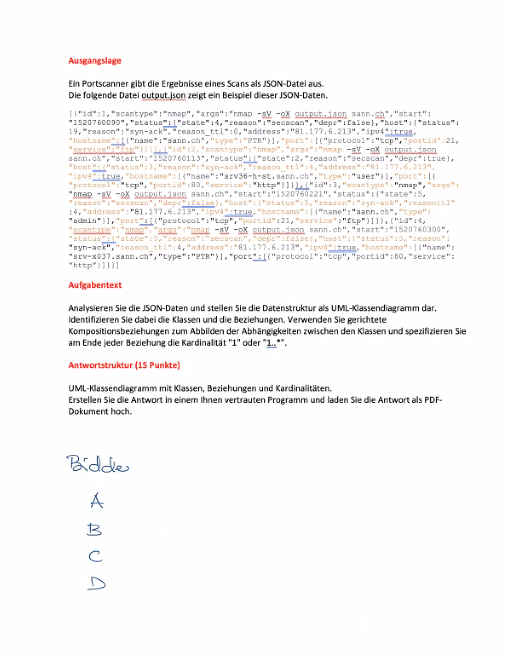 Ausgangslage
Ein Portscanner gibt die Ergebnisse eines Scans als JSON-Datei aus.
Die folgende Datei output.json zeigt ein Beispiel dieser JSON-Daten.
[{"id":1,"scantype":"nmap","args":"nmap -sV -oX output.json sann.ch","start":
"1520760090","status":{"state":4,"reason":"secscan","depr":false},"host":{"status":
19,"reason":"syn-ack","reason_ttl":0,"address":"81.177.6.213","ipv4":true,
"hostname":[{"name":"sann.ch","type":"PTR"}],"port":[{"protocol":"tcp","portid":21,
"service":"ftp"}]}},{"id":2,"scantype":"nmap","args":"nmap -sV -oX output.json
sann.ch","start":"1520760113","status":{"state":2,"reason":"secscan","depr":true},
"host":{"status":3,"reason":"syn-ack","reason_ttl":6,"address":"81.177.6.213",
"ipv4":true,"hostname":[{"name":"srv36-h-st.sann.ch","type":"user"}],"port":[{
"protocol":"tcp","portid":80,"service":"http"}]}},{"id":3,"scantype":"nmap","args":
"nmap -sV -oX output.json sann.ch","start":"1520760221","status":{"state":5,
"reason":"secscan","depr":false},"host":{"status":1,"reason":"syn-ack","reasonttl"
:4,"address":"81.177.6.213","ipv4":true,"hostname":[{"name":"sann.ch","type":
"admin"}],"port":[{"protocol":"tcp","portid":21,"service":"ftp"}]}},{"id":4,
"scantype":"nmap","args":"nmap -sV -oX output.json sann.ch","start":"1520760300",
"status":{"state":5,"reason":"secscan","depr":false},"host":{"status":5,"reason":
"syn-ack","reason_ttl":4,"address":"81.177.6.213","ipv4":true,"hostname":[{"name":
"srv-x037.sann.ch","type":"PTR"}],"port":[{"protocol":"tcp","portid":80,"service":
"http"}]}}]
Aufgabentext
Analysieren Sie die JSON-Daten und stellen Sie die Datenstruktur als UML-Klassendiagramm dar.
Identifizieren Sie dabei die Klassen und die Beziehungen. Verwenden Sie gerichtete
Kompositionsbeziehungen zum Abbilden der Abhängigkeiten zwischen den Klassen und spezifizieren Sie
am Ende jeder Beziehung die Kardinalität "1" oder "1..*".
Antwortstruktur (15 Punkte)
UML-Klassendiagramm mit Klassen, Beziehungen und Kardinalitäten.
Erstellen Sie die Antwort in einem Ihnen vertrauten Programm und laden Sie die Antwort als PDF-
Dokument hoch.
Bidde
A
B
C
D